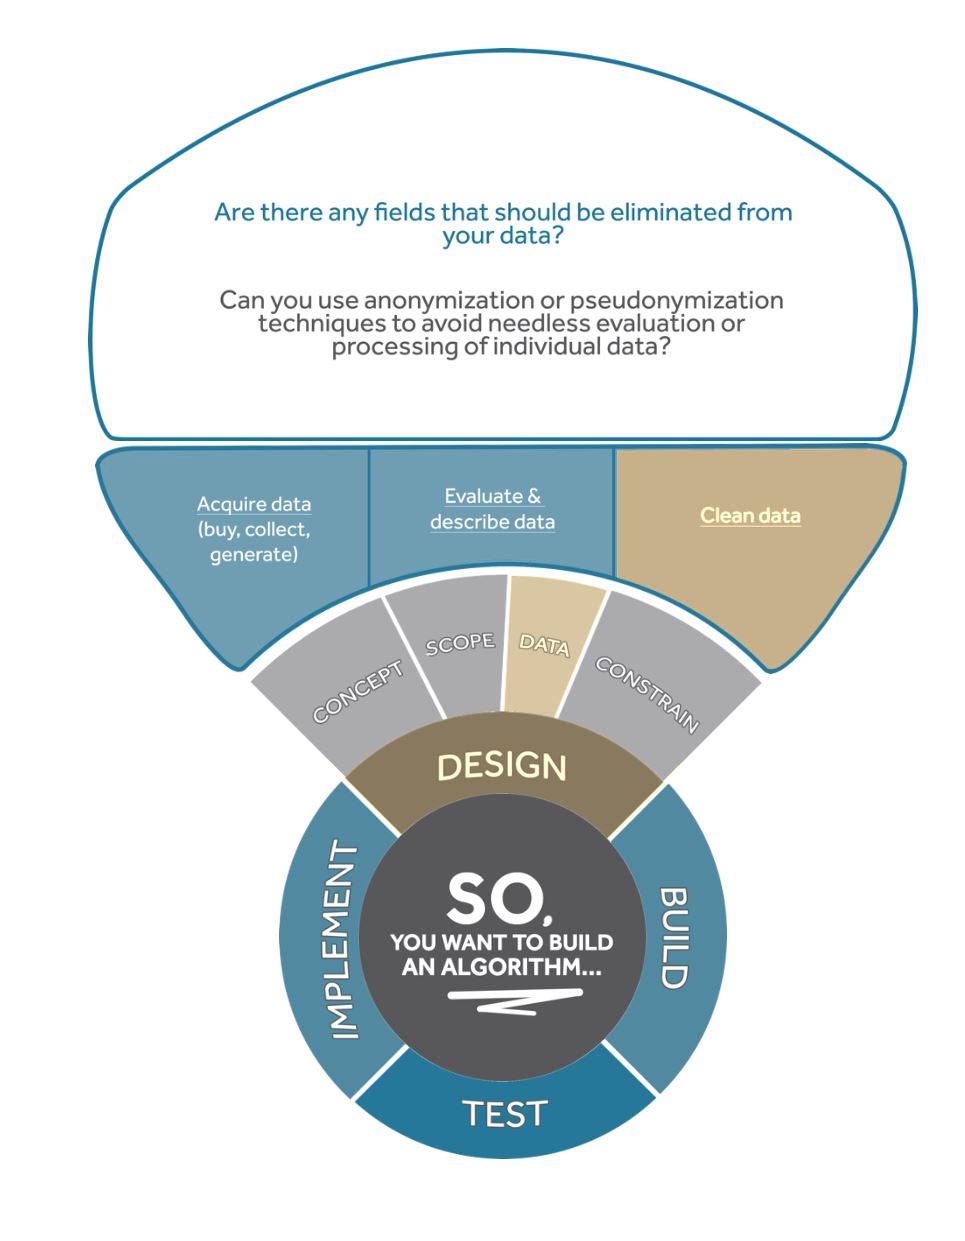 Are there any fields that should be eliminated from
your data?
Can you use anonymization or pseudonymization
techniques to avoid needless evaluation or
processing of individual data?
Acquire data
(buy, collect,
generate)
Evaluate &
describe data
Clean data
CONCEPT
SCOPE
DATA
CONSTRAIN
DESIGN
IMPLEMENT
BUILD
SO,
YOU WANT TO BUILD
AN ALGORITHM...
TEST